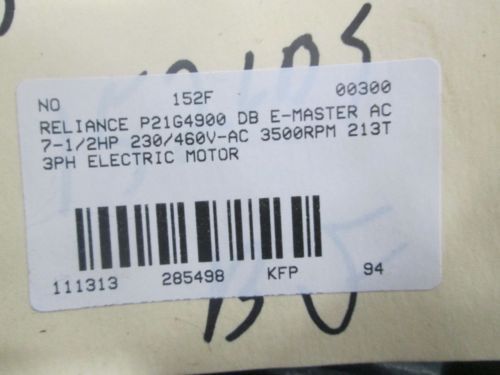 NO 152F 00300
RELIANCE P21G4900 DB E-MASTER AC
7-1/2HP 230/460V-AC 3500RPM 213T
3PH ELECTRIC MOTOR
111313 285498 KFP 94